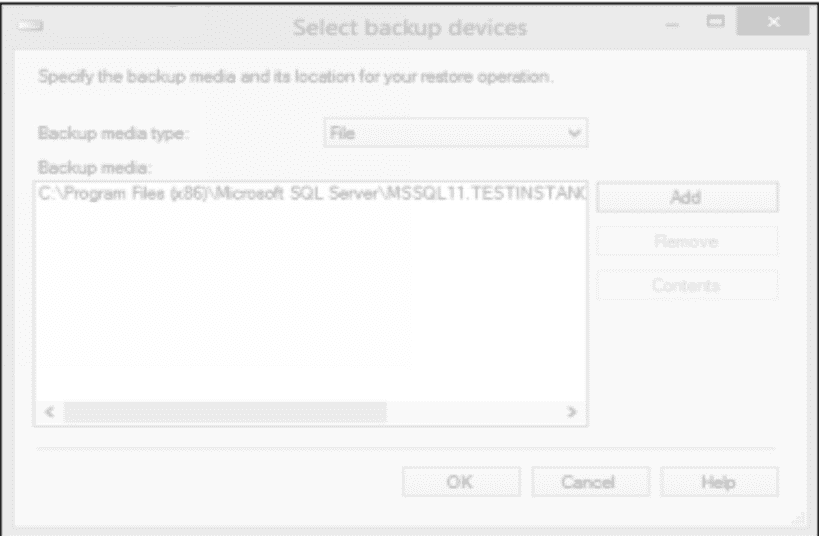 Select backup devices
Specify the backup media and its location for your restore operation.
Backup media type:
File
Backup media:
C:\Program Files (x86)\Microsoft SQL Server\MSSQL11.TESTINSTANC
Add
Remove
Contents
OK
Cancel
Help